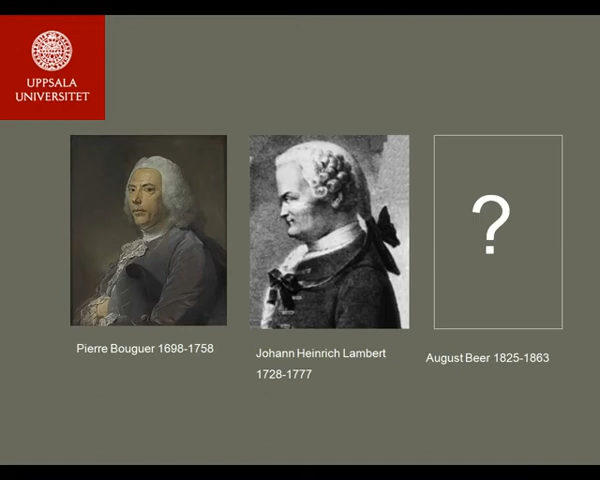 UPPSALA
UNIVERSITET
?
Pierre Bouguer 1698-1758
Johann Heinrich Lambert
1728-1777
August Beer 1825-1863